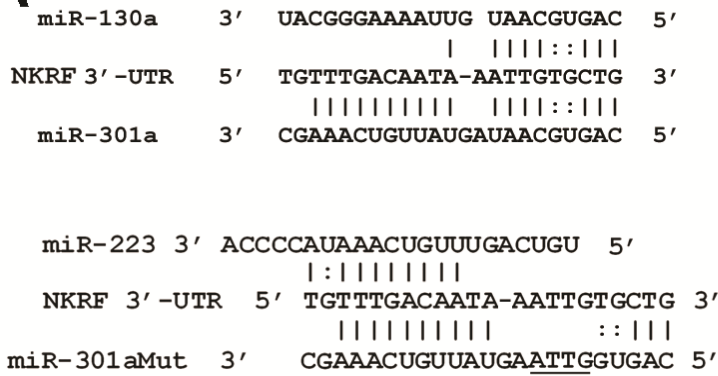 miR-130a 3′ UACGGGAAAAUUG UAACGUGAC 5′
| ||||::|||
NKRF 3′-UTR 5′ TGTTTGACAATA-AATTGTGCTG 3′
|||||||||| ||||::|||
miR-301a 3′ CGAAACUGUUAUGAUAACGUGAC 5′
miR-223 3′ ACCCCAUAAACUGUUUGACUGU 5′
|:||||||||
NKRF 3′-UTR 5′ TGTTTGACAATA-AATTGTGCTG 3′
|||||||||| ::|||
miR-301aMut 3′ CGAAACUGUUAUGAATTGGUGAC 5′